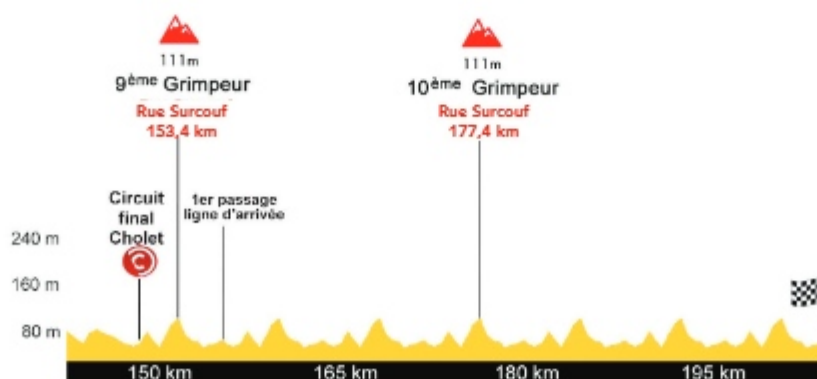 111m
9ème Grimpeur
Rue Surcouf
153,4 km
111m
10ème Grimpeur
Rue Surcouf
177,4 km
Circuit
final
Cholet
C
1er passage
ligne d'arrivée
240 m
160 m
80 m
150 km
165 km
180 km
195 km